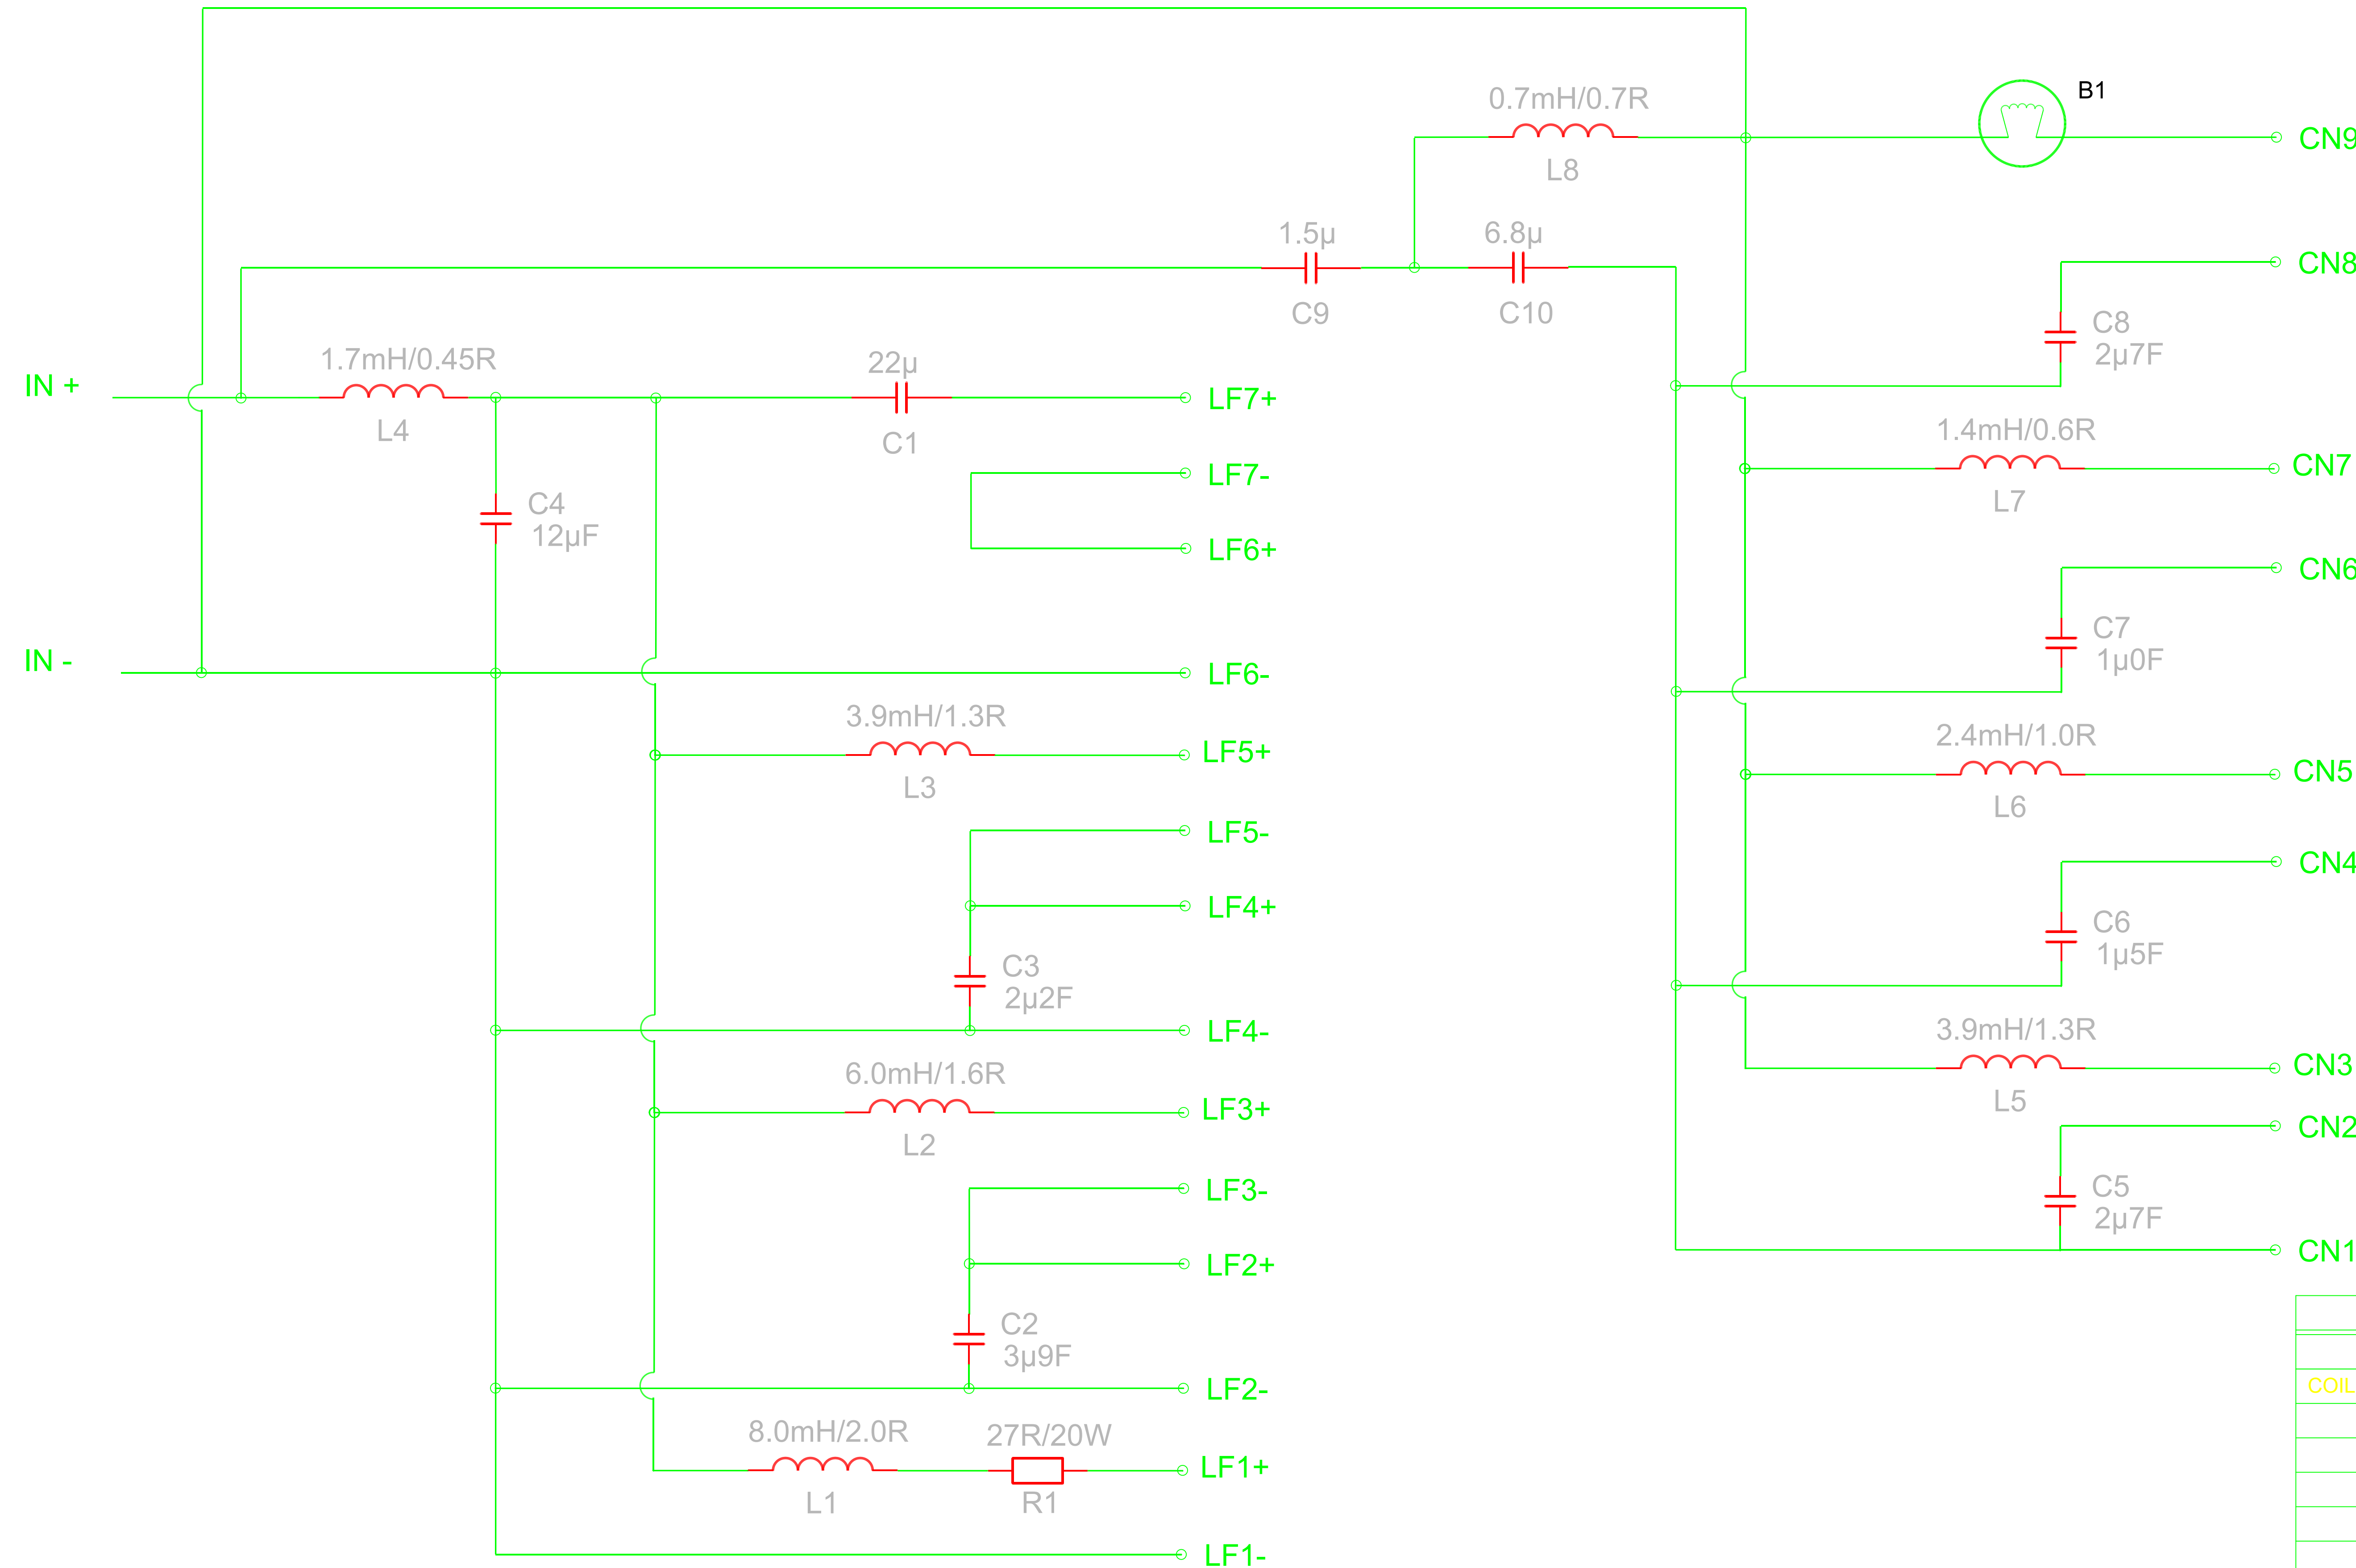 0.7mH/0.7R
B1
L8
CN9
1.5µ
6.8µ
CN8
C9
C10
C8
2µ7F
1.7mH/0.45R
22µ
IN +
LF7+
L4
C1
1.4mH/0.6R
LF7-
CN7
C4
12µF
L7
LF6+
CN6
C7
1µ0F
IN -
LF6-
3.9mH/1.3R
2.4mH/1.0R
LF5+
CN5
L3
L6
LF5-
CN4
LF4+
C6
1µ5F
C3
2µ2F
LF4-
3.9mH/1.3R
6.0mH/1.6R
CN3
LF3+
L5
CN2
L2
LF3-
C5
2µ7F
LF2+
CN1
C2
3µ9F
LF2-
COIL
8.0mH/2.0R
27R/20W
LF1+
L1
R1
LF1-